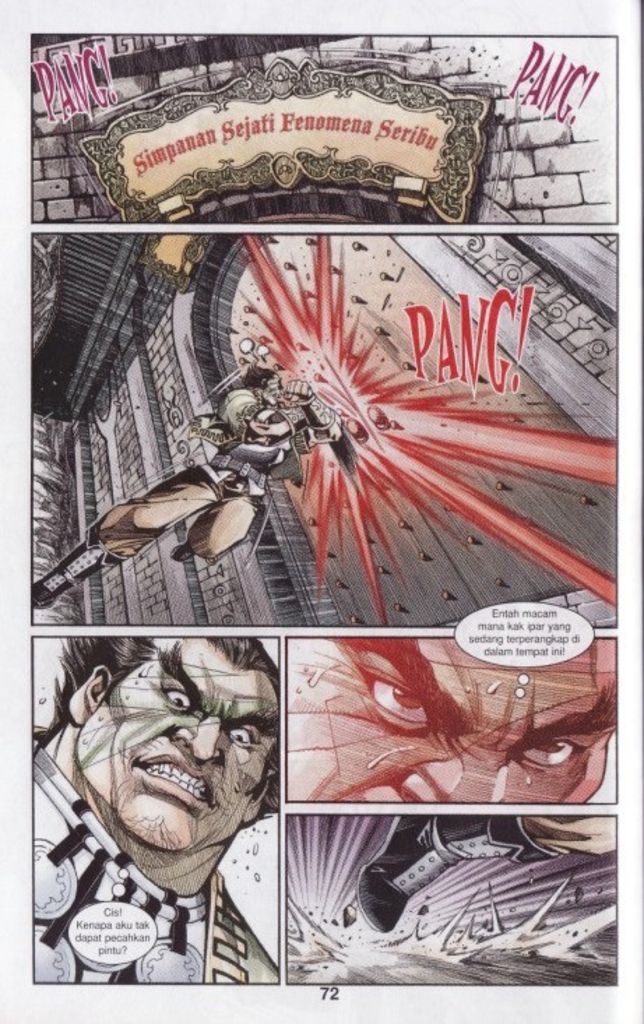 PANG!
PANG!
Simpanan Sejati Fenomena Seribu
PANG!
Entah macam
mana kak ipar yang
sedang terperangkap di
dalam tempat ini!
Cis!
Kenapa aku tak
dapat pecahkan
pintu?
72